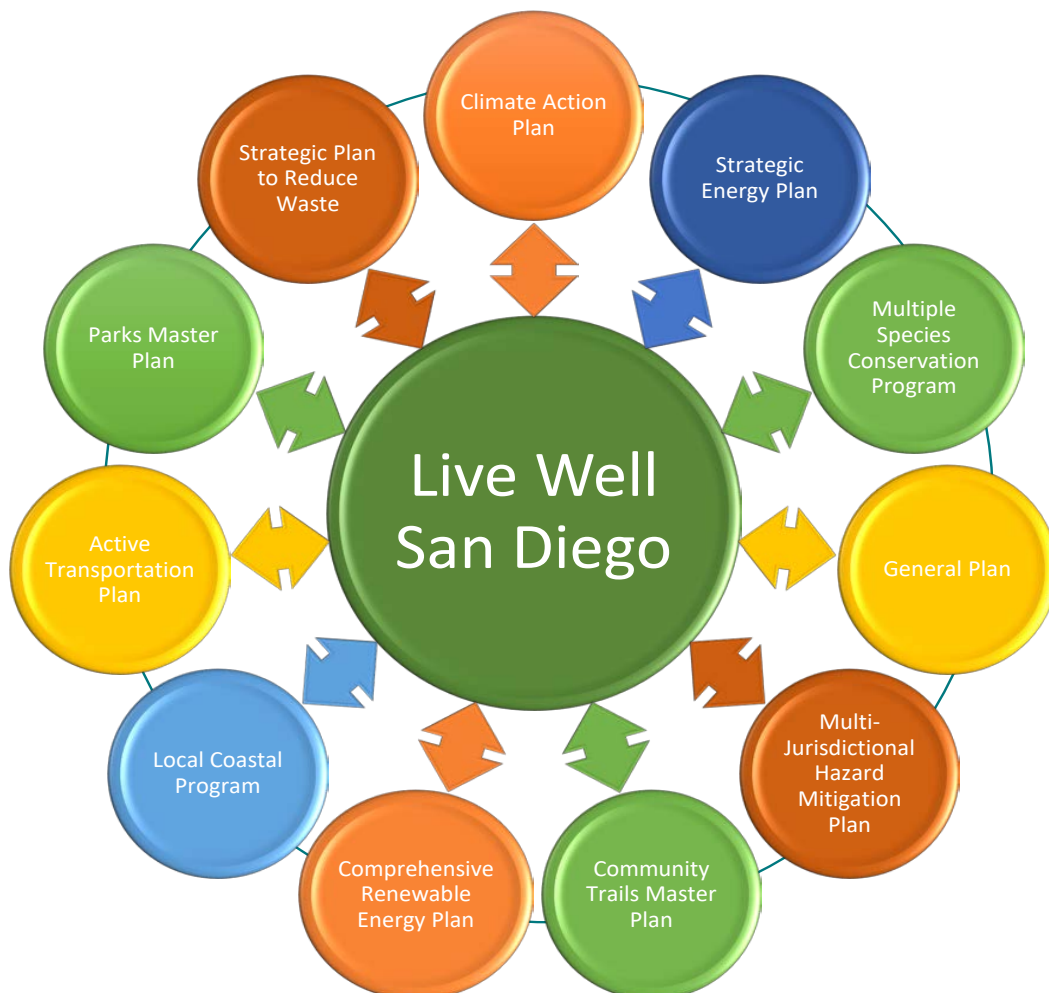 Climate Action
Plan
Strategic
Energy Plan
Multiple
Species
Conservation
Program
General Plan
Multi-
Jurisdictional
Hazard
Mitigation
Plan
Community
Trails Master
Plan
Comprehensive
Renewable
Energy Plan
Local Coastal
Program
Active
Transportation
Plan
Parks Master
Plan
Strategic Plan
to Reduce
Waste
Live Well
San Diego